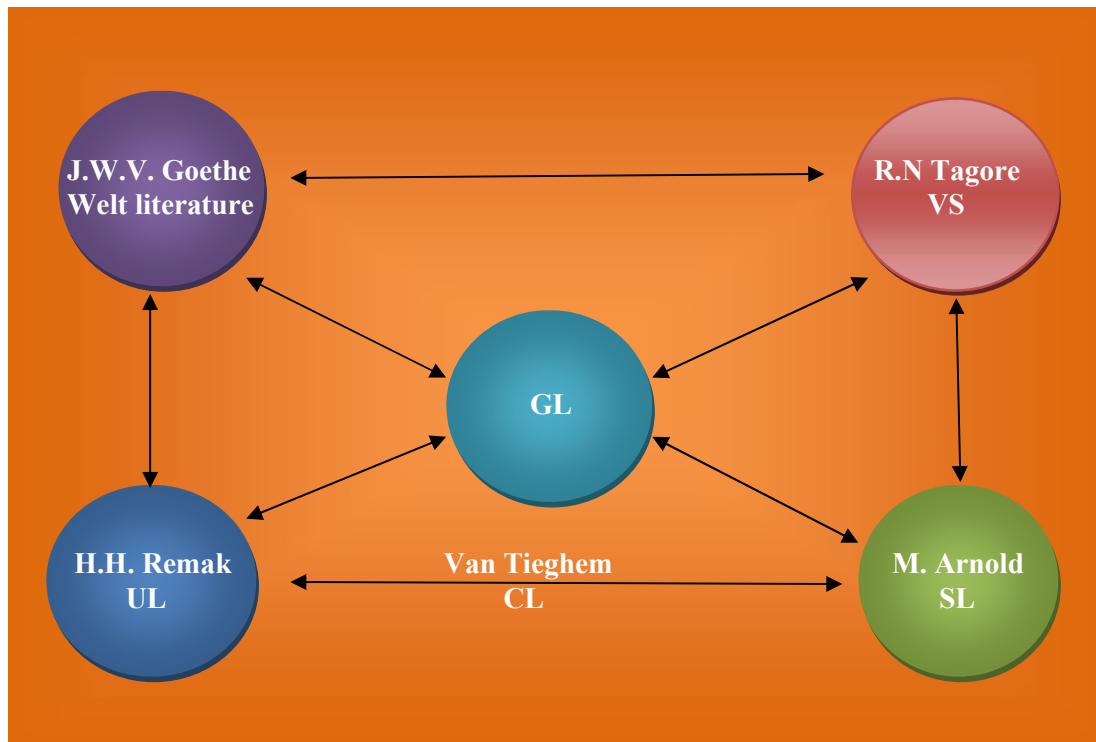 J.W.V. Goethe
Welt literature
R.N Tagore
VS
GL
H.H. Remak
UL
Van Tieghem
CL
M. Arnold
SL